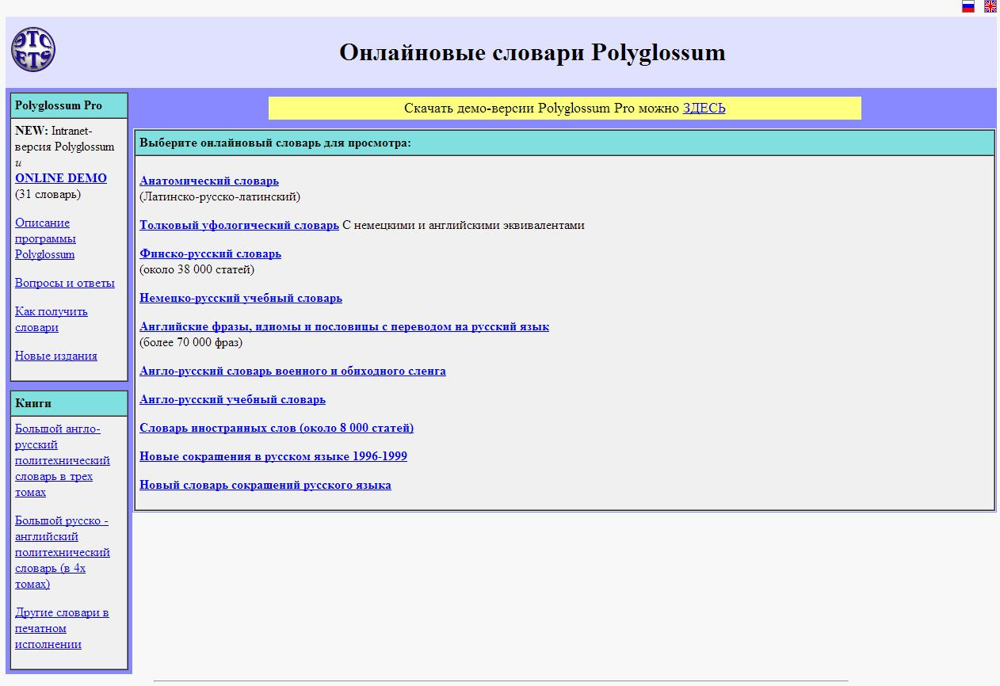 ЭТС
ETS
Онлайновые словари Polyglossum
Polyglossum Pro
NEW: Intranet-
версия Polyglossum
и
ONLINE DEMO
(31 словарь)
Описание
программы
Polyglossum
Вопросы и ответы
Как получить
словари
Новые издания
Книги
Большой англо-
русский
политехнический
словарь в трех
томах
Большой русско -
английский
политехнический
словарь (в 4х
томах)
Другие словари в
печатном
исполнении
Скачать демо-версии Polyglossum Pro можно ЗДЕСЬ
Выберите онлайновый словарь для просмотра:
Анатомический словарь
(Латинско-русско-латинский)
Толковый уфологический словарь С немецкими и английскими эквивалентами
Финско-русский словарь
(около 38 000 статей)
Немецко-русский учебный словарь
Английские фразы, идиомы и пословицы с переводом на русский язык
(более 70 000 фраз)
Англо-русский словарь военного и обиходного сленга
Англо-русский учебный словарь
Словарь иностранных слов (около 8 000 статей)
Новые сокращения в русском языке 1996-1999
Новый словарь сокращений русского языка